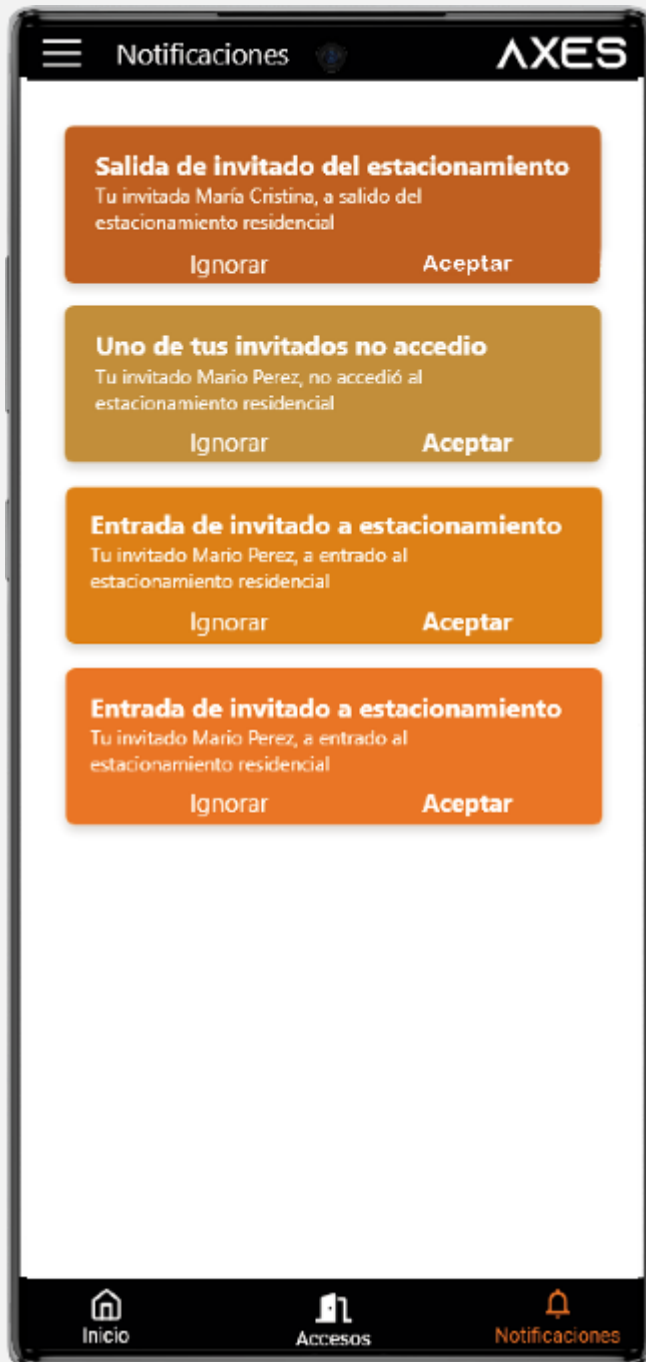 Notificaciones AXES
Salida de invitado del estacionamiento
Tu invitada María Cristina, a salido del
estacionamiento residencial
Ignorar Aceptar
Uno de tus invitados no accedio
Tu invitado Mario Perez, no accedió al
estacionamiento residencial
Ignorar Aceptar
Entrada de invitado a estacionamiento
Tu invitado Mario Perez, a entrado al
estacionamiento residencial
Ignorar Aceptar
Entrada de invitado a estacionamiento
Tu invitado Mario Perez, a entrado al
estacionamiento residencial
Ignorar Aceptar
Inicio Accesos Notificaciones